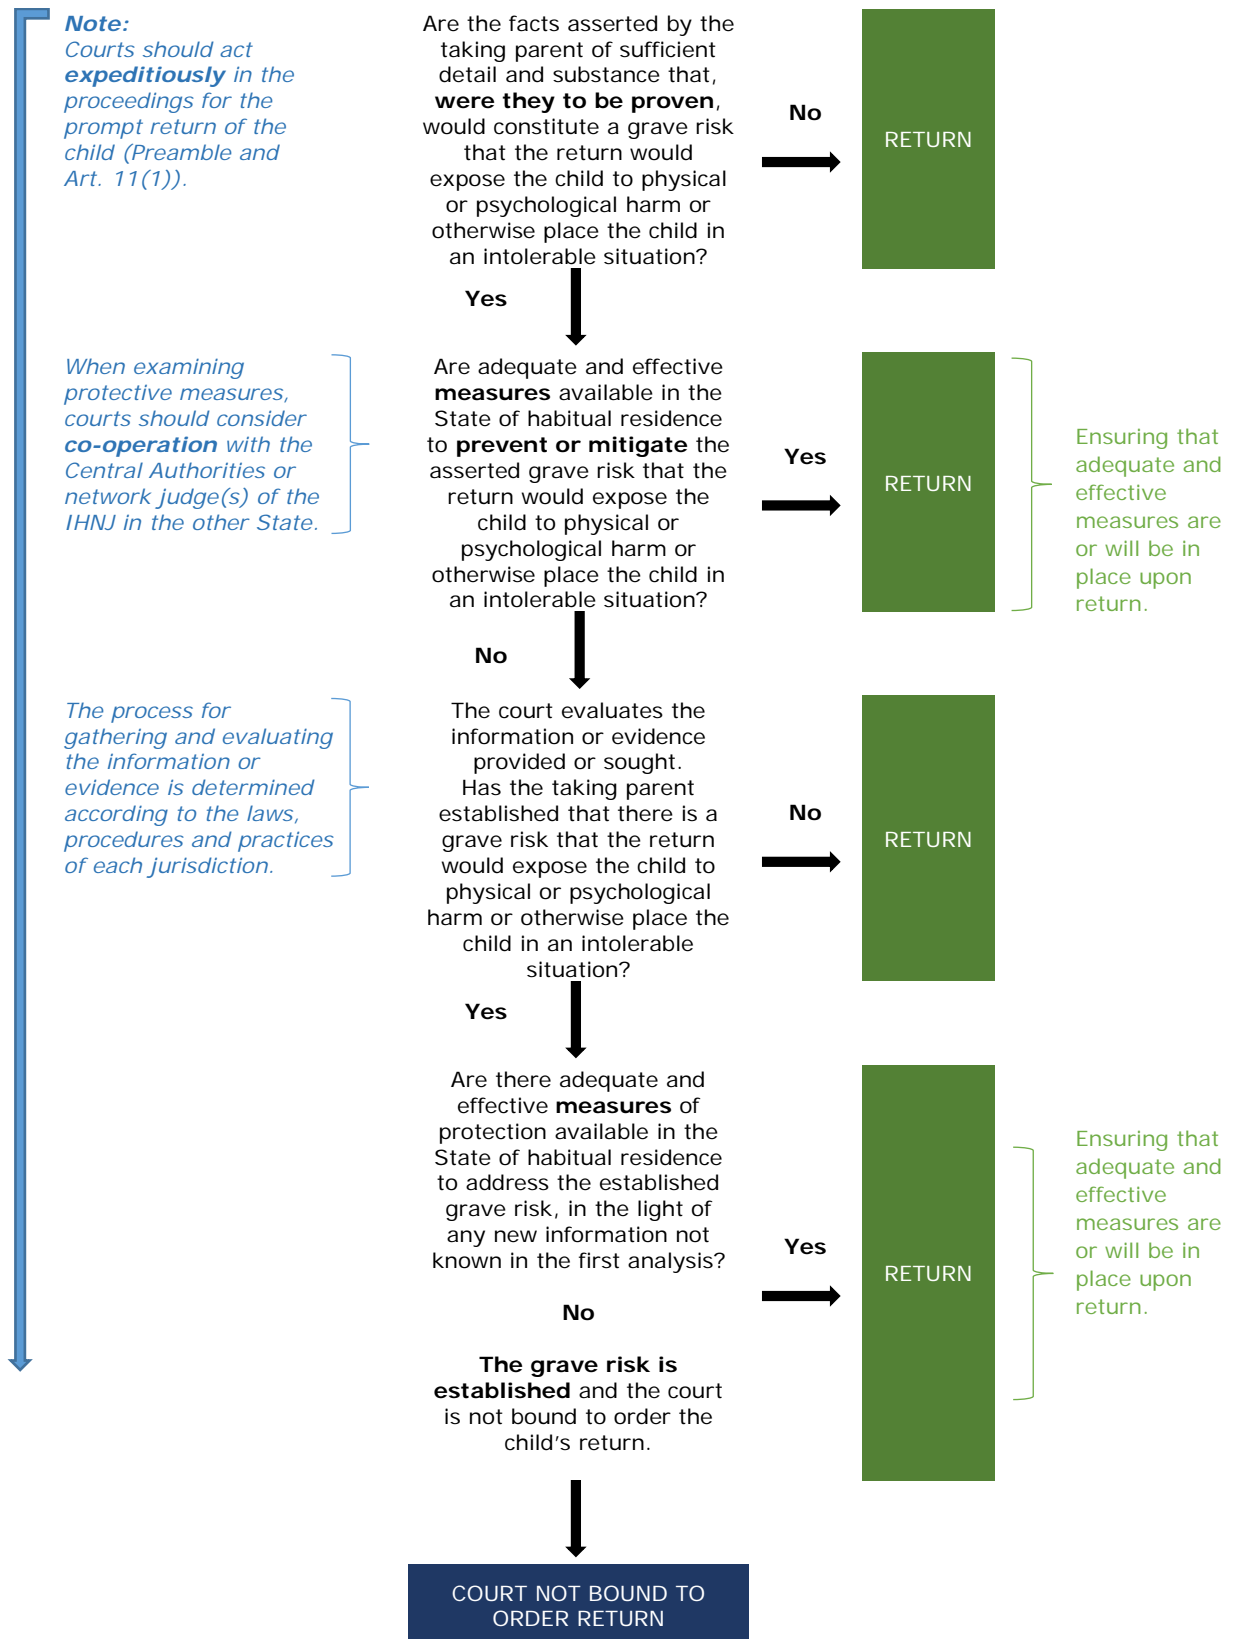 Note:
Courts should act
expeditiously in the
proceedings for the
prompt return of the
child (Preamble and
Art. 11(1)).
Are the facts asserted by the
taking parent of sufficient
detail and substance that,
were they to be proven,
would constitute a grave risk
that the return would
expose the child to physical
or psychological harm or
otherwise place the child in
an intolerable situation?
No
RETURN
Yes
When examining
protective measures,
courts should consider
co-operation with the
Central Authorities or
network judge(s) of the
IHNJ in the other State.
Are adequate and effective
measures available in the
State of habitual residence
to prevent or mitigate the
asserted grave risk that the
return would expose the
child to physical or
psychological harm or
otherwise place the child in
an intolerable situation?
Yes
RETURN
Ensuring that
adequate and
effective
measures are
or will be in
place upon
return.
No
The process for
gathering and evaluating
the information or
evidence is determined
according to the laws,
procedures and practices
of each jurisdiction.
The court evaluates the
information or evidence
provided or sought.
Has the taking parent
established that there is a
grave risk that the return
would expose the child to
physical or psychological
harm or otherwise place the
child in an intolerable
situation?
No
RETURN
Yes
Are there adequate and
effective measures of
protection available in the
State of habitual residence
to address the established
grave risk, in the light of
any new information not
known in the first analysis?
Yes
RETURN
Ensuring that
adequate and
effective
measures are
or will be in
place upon
return.
No
The grave risk is
established and the court
is not bound to order the
child's return.
COURT NOT BOUND TO
ORDER RETURN